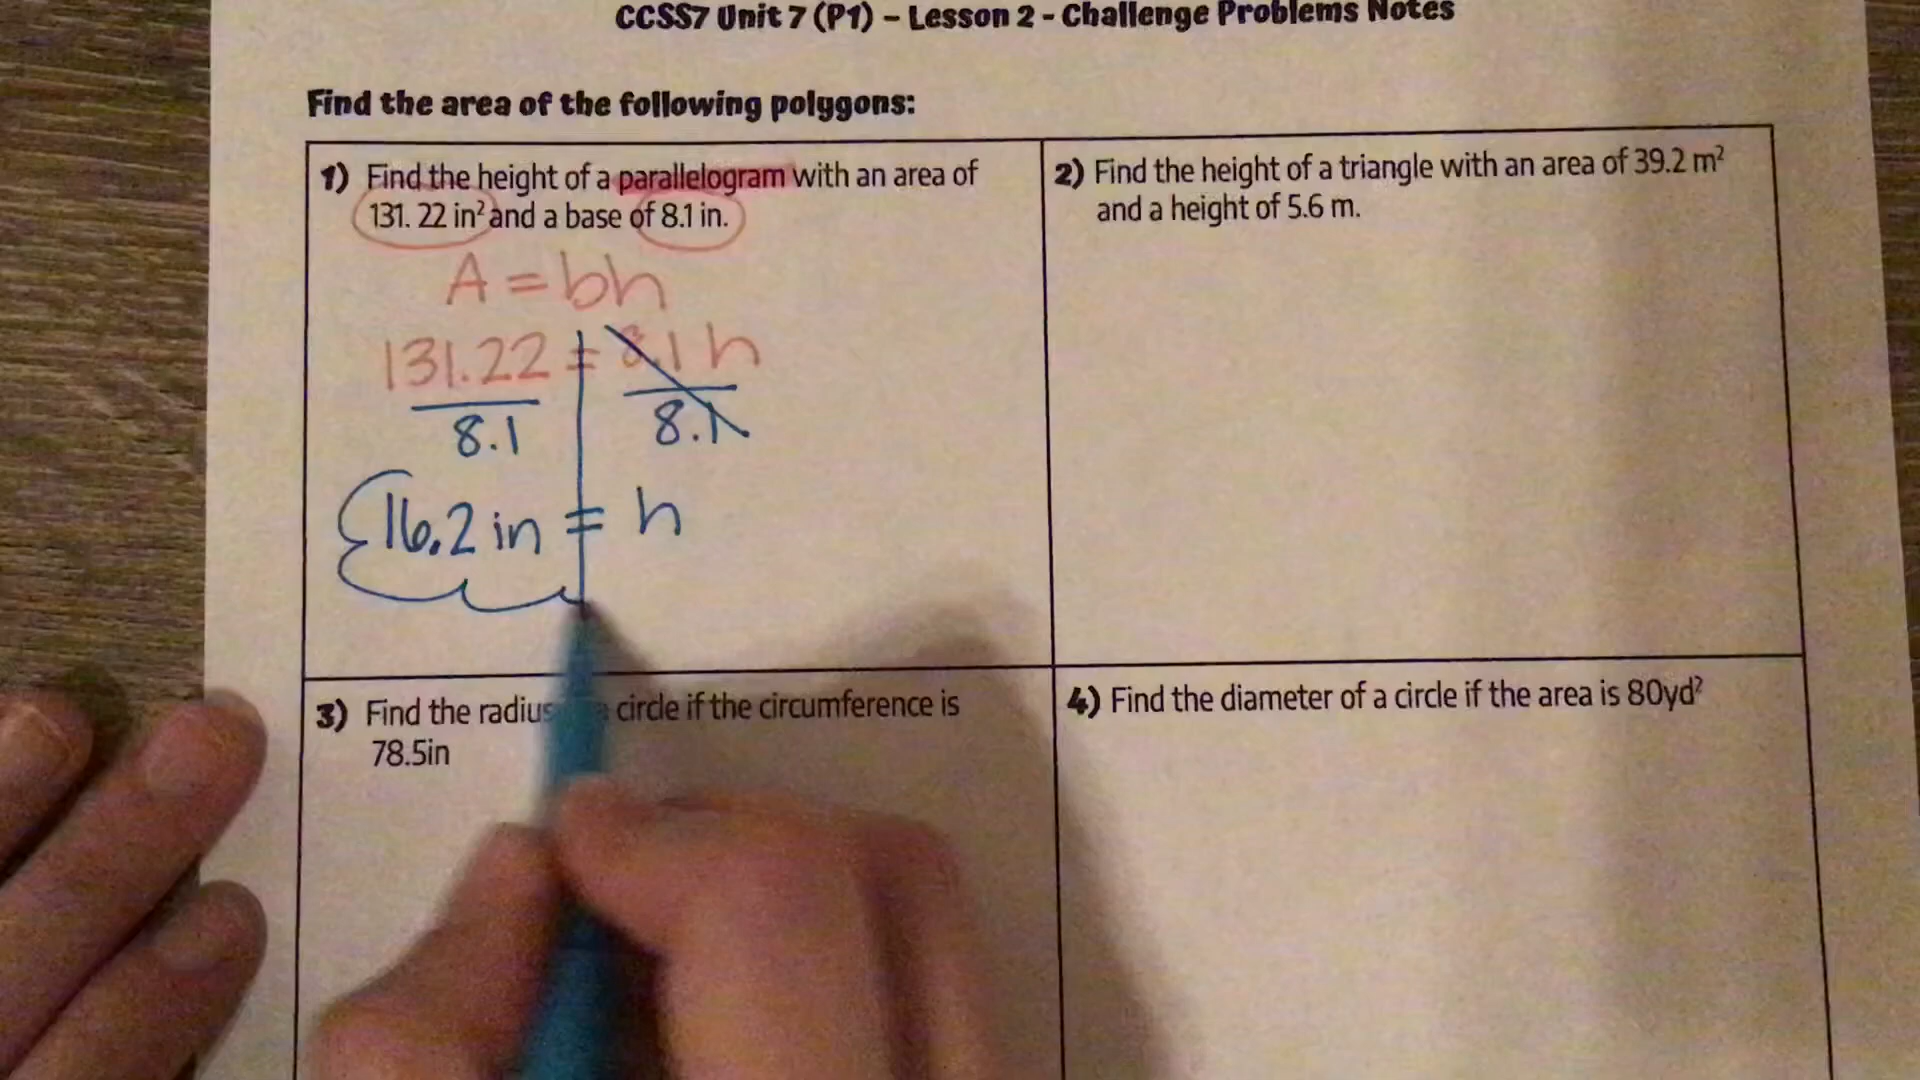 CCSS7 Unit 7 (P1) – Lesson 2 - Challenge Problems Notes
Find the area of the following polygons:
1) Find the height of a parallelogram with an area of
131. 22 in² and a base of 8.1 in.
A = bh
131.22 = 8.1 h
8.1 8.1
16.2 in = h
2) Find the height of a triangle with an area of 39.2 m²
and a height of 5.6 m.
3) Find the radius circle if the circumference is
78.5in
4) Find the diameter of a circle if the area is 80yd²